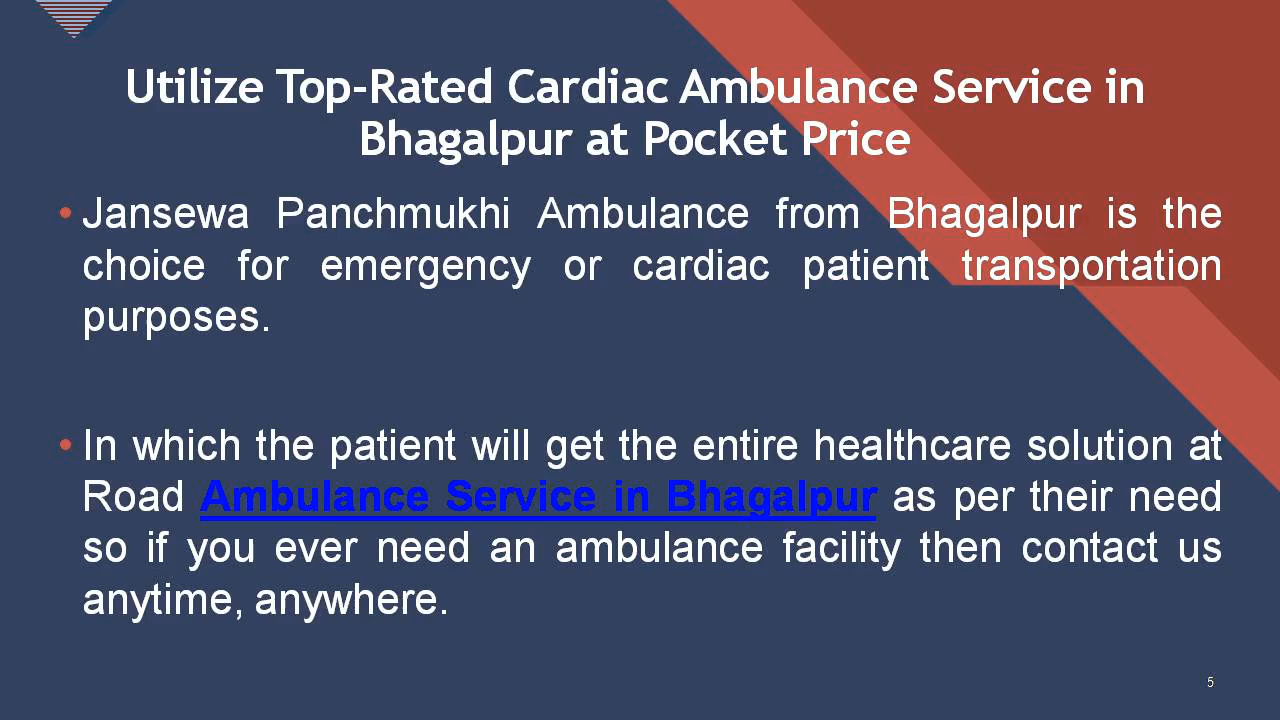 Utilize Top-Rated Cardiac Ambulance Service in
Bhagalpur at Pocket Price
• Jansewa Panchmukhi Ambulance from Bhagalpur is the
choice for emergency or cardiac patient transportation
purposes.
• In which the patient will get the entire healthcare solution at
Road Ambulance Service in Bhagalpur as per their need
so if you ever need an ambulance facility then contact us
anytime, anywhere.
5